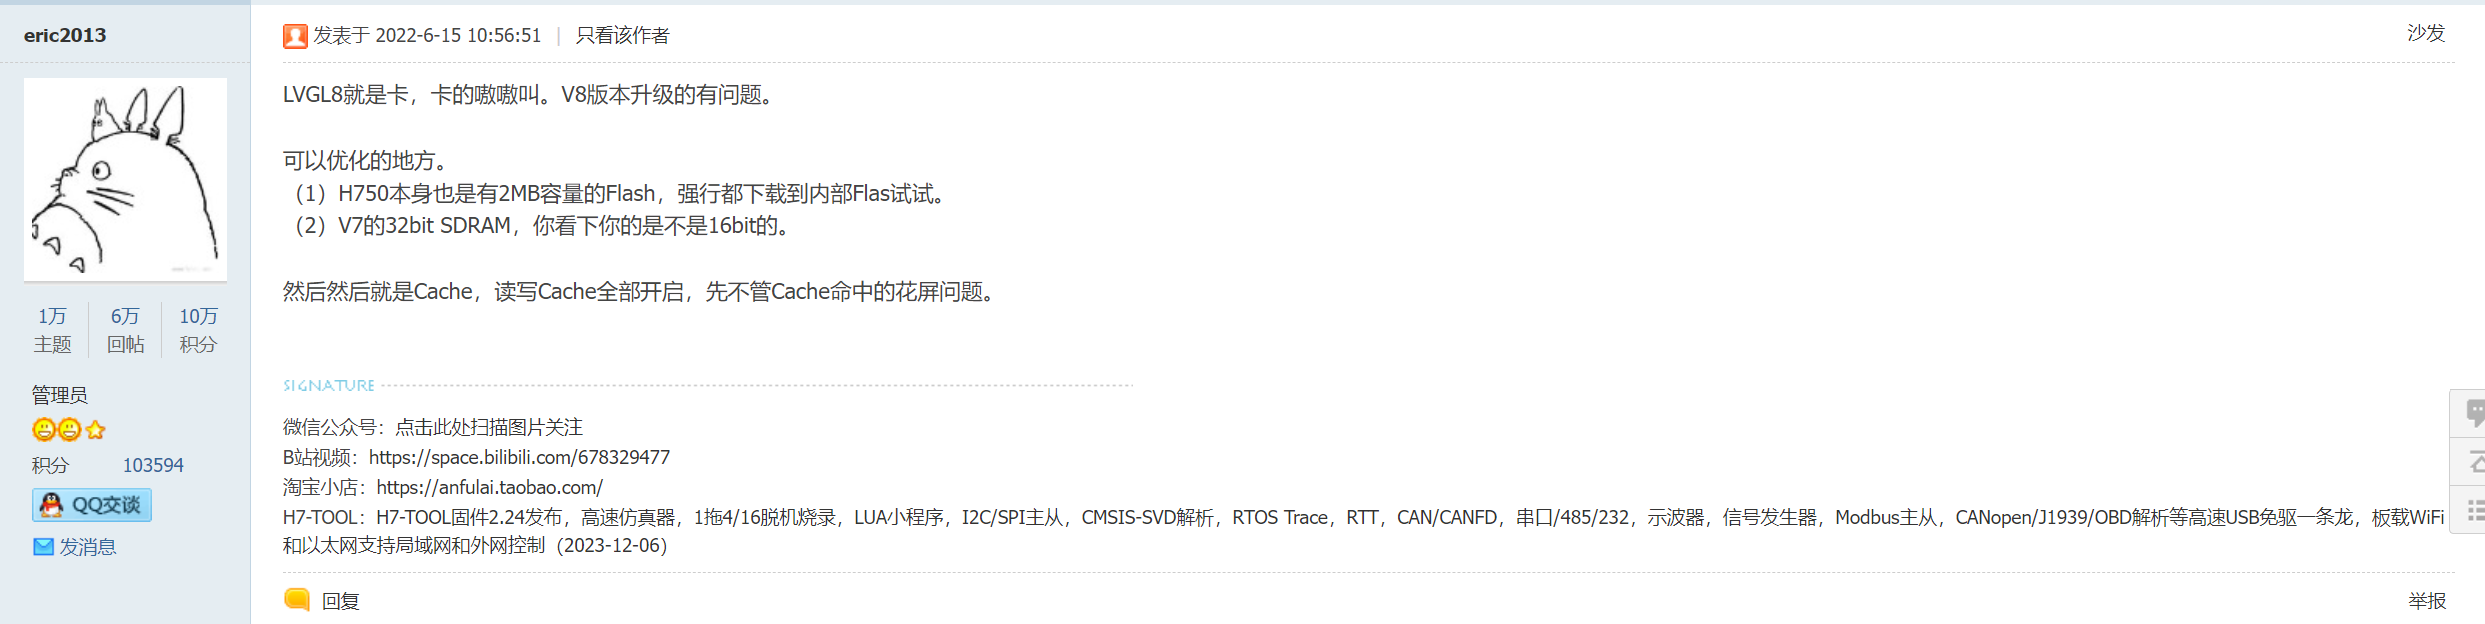 eric2013
发表于 2022-6-15 10:56:51 | 只看该作者
沙发
LVGL8就是卡，卡的嗷嗷叫。V8版本升级的有问题。
可以优化的地方。
（1）H750本身也是有2MB容量的Flash，强行都下载到内部Flas试试。
（2）V7的32bit SDRAM，你看下你的是不是16bit的。
然后然后就是Cache，读写Cache全部开启，先不管Cache命中的花屏问题。
1万 6万 10万
主题 回帖 积分
管理员
积分 103594
QQ交谈
发消息
SIGNATURE
微信公众号：点击此处扫描图片关注
B站视频：https://space.bilibili.com/678329477
淘宝小店：https://anfulai.taobao.com/
H7-TOOL：H7-TOOL固件2.24发布，高速仿真器，1拖4/16脱机烧录，LUA小程序，I2C/SPI主从，CMSIS-SVD解析，RTOS Trace，RTT，CAN/CANFD，串口/485/232，示波器，信号发生器，Modbus主从，CANopen/J1939/OBD解析等高速USB免驱一条龙，板载WiFi
和以太网支持局域网和外网控制（2023-12-06）
回复
举报